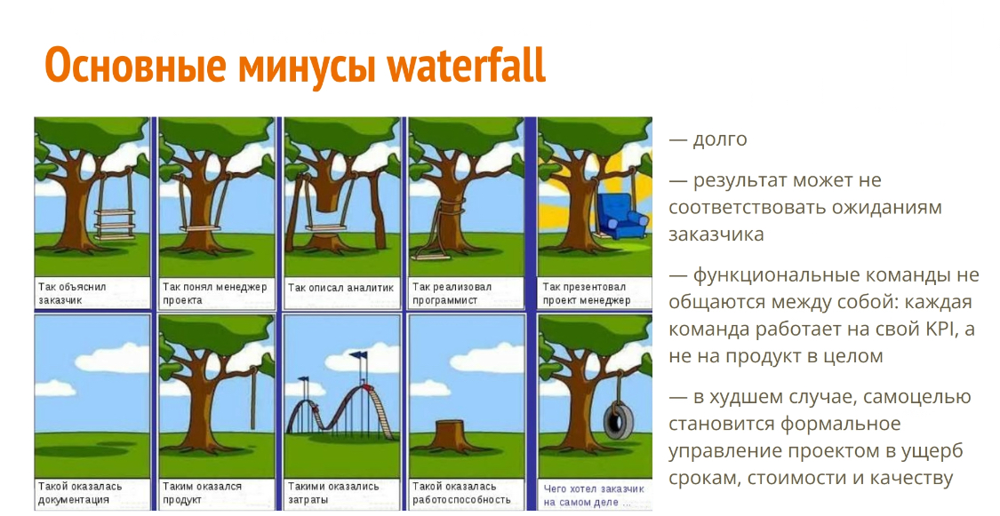 Основные минусы waterfall
Так объяснил
заказчик
Так понял менеджер
проекта
Так описал аналитик
Так реализовал
программист
Так презентовал
проект менеджер
Такой оказалась
документация
Таким оказался
продукт
Такими оказались
затраты
Такой оказалась
работоспособность
Чего хотел заказчик
на самом деле ...
— долго
— результат может не
соответствовать ожиданиям
заказчика
— функциональные команды не
общаются между собой: каждая
команда работает на свой KPI, а
не на продукт в целом
— в худшем случае, самоцелью
становится формальное
управление проектом в ущерб
срокам, стоимости и качеству